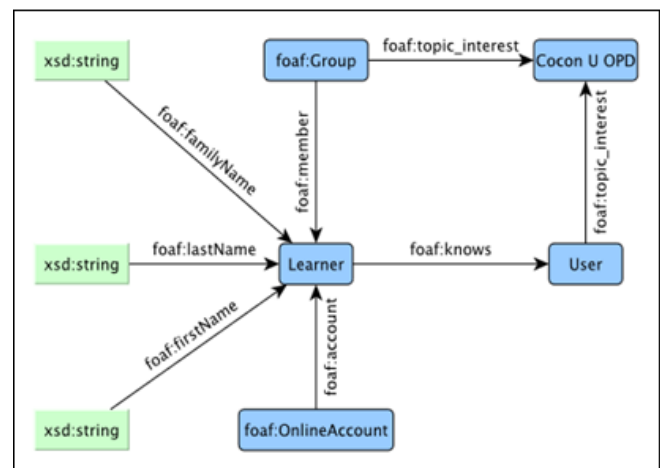 xsd:string
foaf:Group
foaf:topic_interest
Cocon U OPD
foaf:familyName
foaf:member
foaf:topic_interest
xsd:string
foaf:lastName
Learner
foaf:knows
User
foaf:firstName
foaf:account
xsd:string
foaf:OnlineAccount